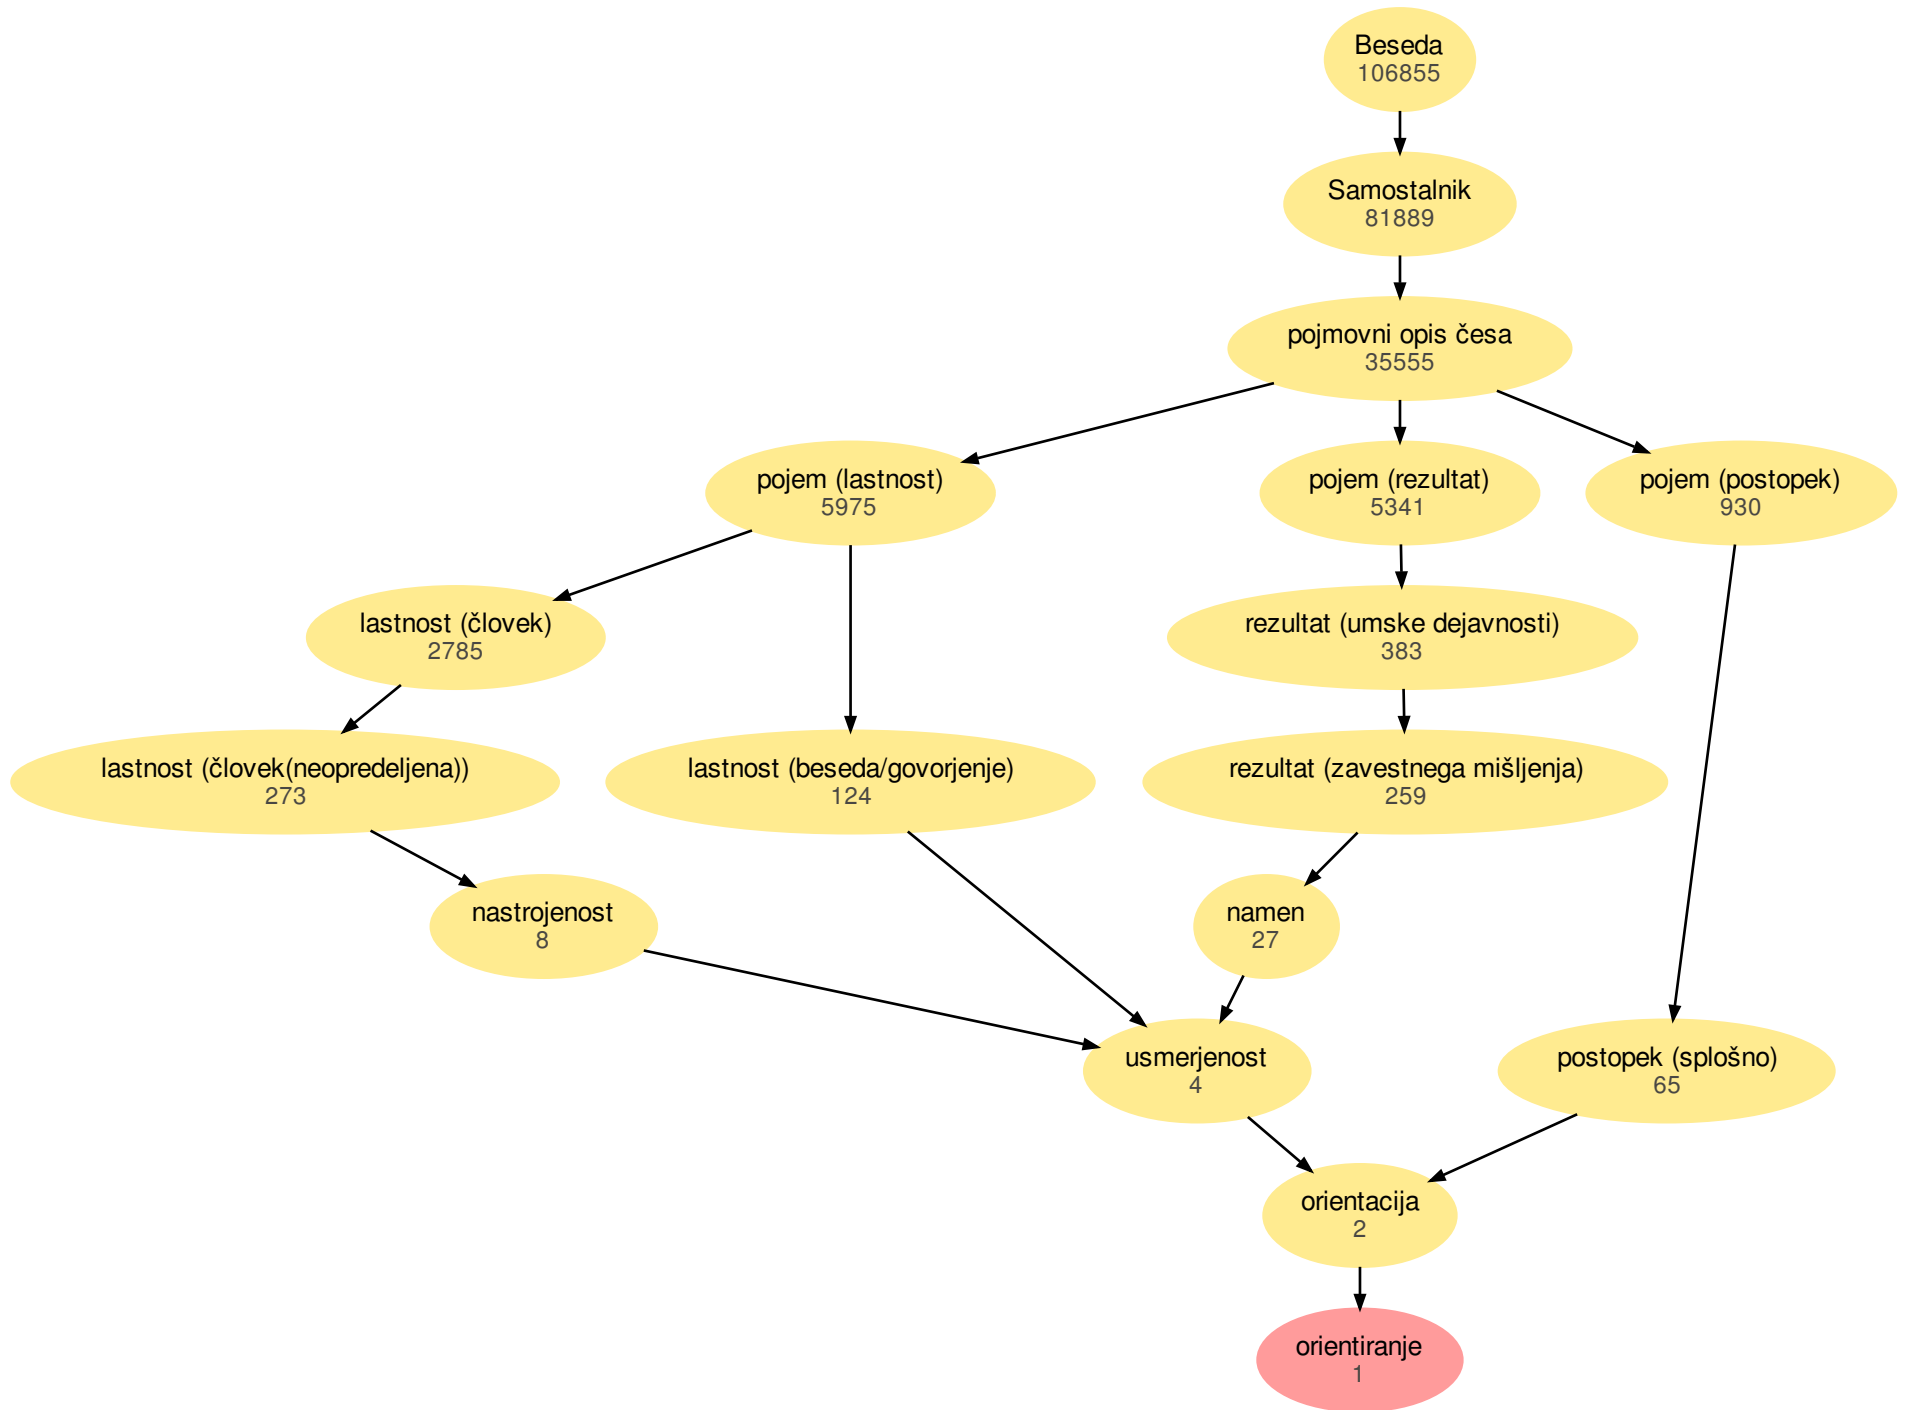 Beseda
106855
Samostalnik
81889
pojmovni opis česa
35555
pojem (lastnost)
5975
pojem (rezultat)
5341
pojem (postopek)
930
lastnost (človek)
2785
rezultat (umske dejavnosti)
383
lastnost (človek(neopredeljena))
273
lastnost (beseda/govorjenje)
124
rezultat (zavestnega mišljenja)
259
nastrojenost
8
namen
27
usmerjenost
4
postopek (splošno)
65
orientacija
2
orientiranje
1